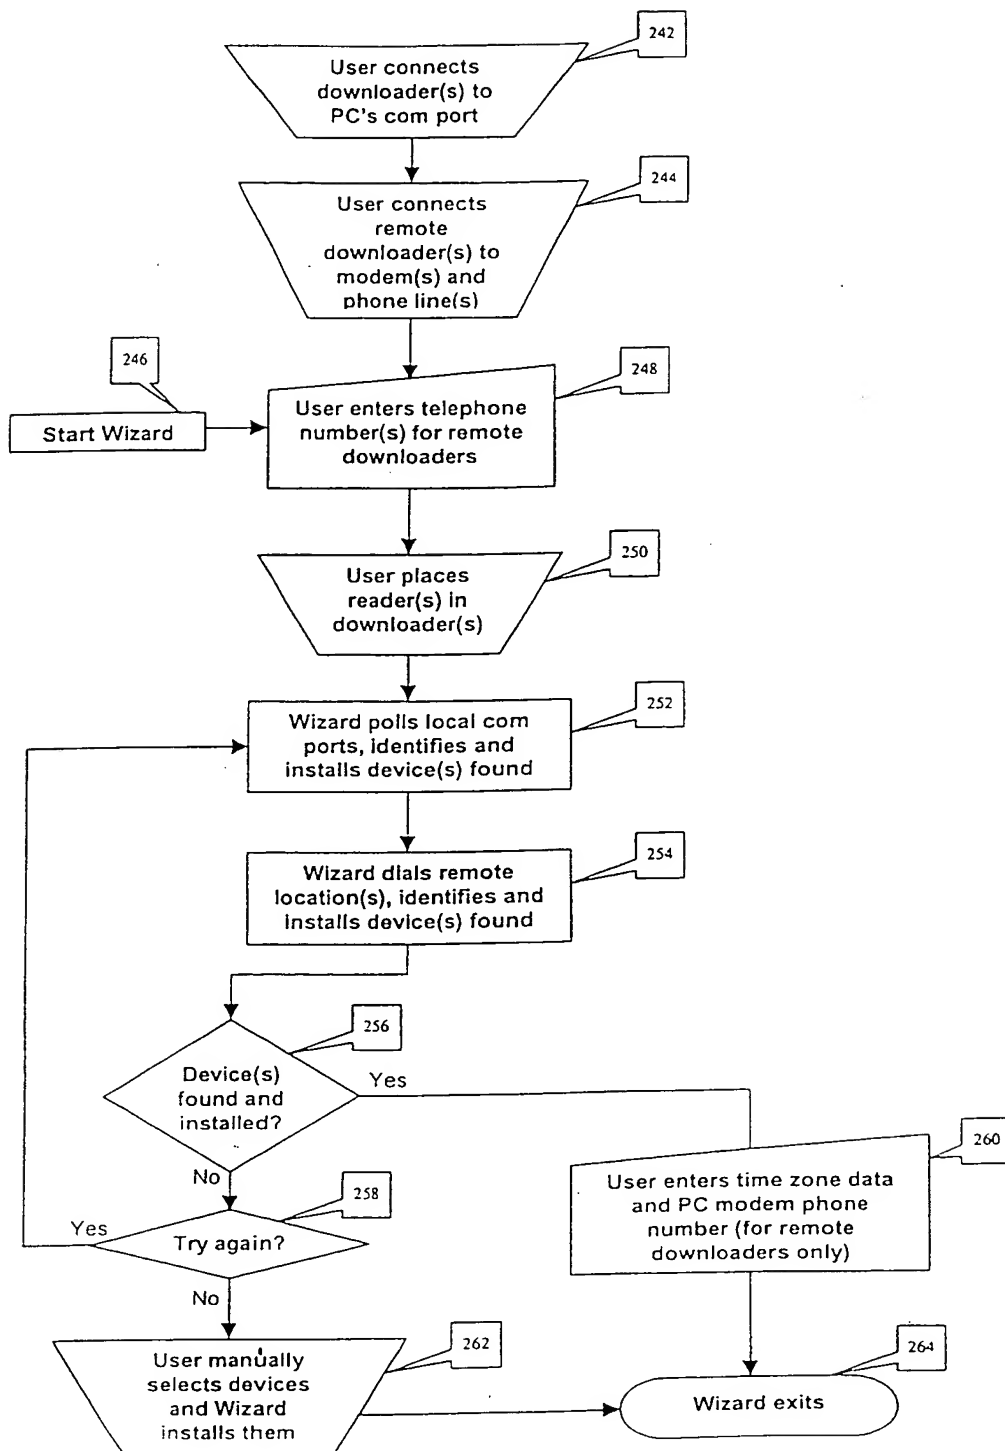 242
User connects
downloader(s) to
PC's com port
244
User connects
remote
downloader(s) to
modem(s) and
phone line(s)
246
248
Start Wizard
User enters telephone
number(s) for remote
downloaders
250
User places
reader(s) in
downloader(s)
252
Wizard polls local com
ports, identifies and
installs device(s) found
254
Wizard dials remote
location(s), identifies and
installs device(s) found
256
Device(s)
found and
installed?
Yes
No
260
User enters time zone data
and PC modem phone
number (for remote
downloaders only)
258
Yes
Try again?
No
262
User manually
selects devices
and Wizard
installs them
264
Wizard exits